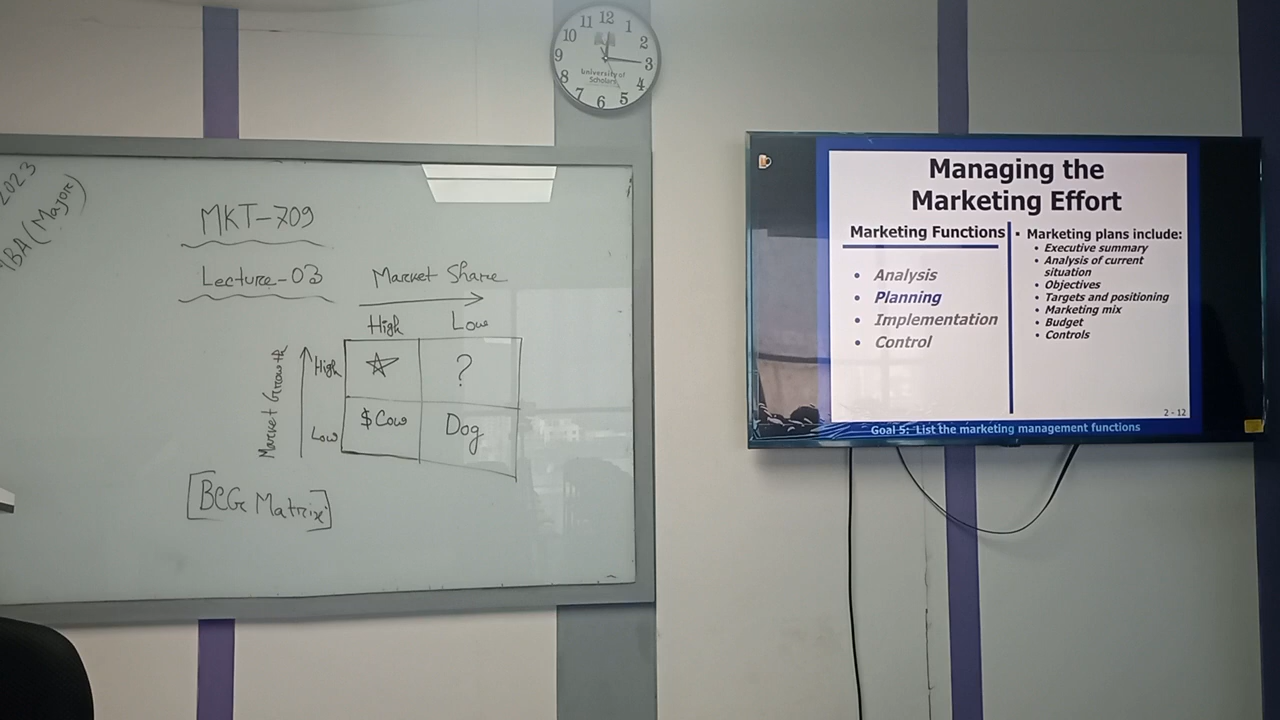 12
11 1
10 2
9 3
8 4
7 5
6
University of
Scholars
2023
MBA (Major)
MKT-709
Lecture-03
Market Share
High Low
Market Growth
High
?
Low
$ Cow
Dog
[BCG Matrix]
Managing the
Marketing Effort
Marketing Functions
• Analysis
• Planning
• Implementation
• Control
▪ Marketing plans include:
• Executive summary
• Analysis of current
situation
• Objectives
• Targets and positioning
• Marketing mix
• Budget
• Controls
2 - 12
Goal 5: List the marketing management functions